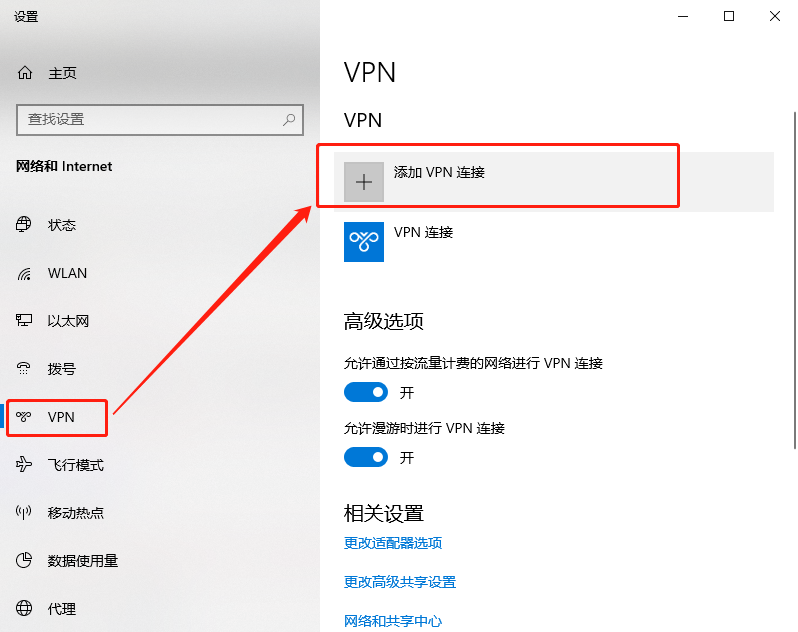 设置
主页
查找设置
网络和 Internet
状态
WLAN
以太网
拨号
VPN
飞行模式
移动热点
数据使用量
代理
VPN
VPN
添加 VPN 连接
VPN 连接
高级选项
允许通过按流量计费的网络进行 VPN 连接
开
允许漫游时进行 VPN 连接
开
相关设置
更改适配器选项
更改高级共享设置
网络和共享中心